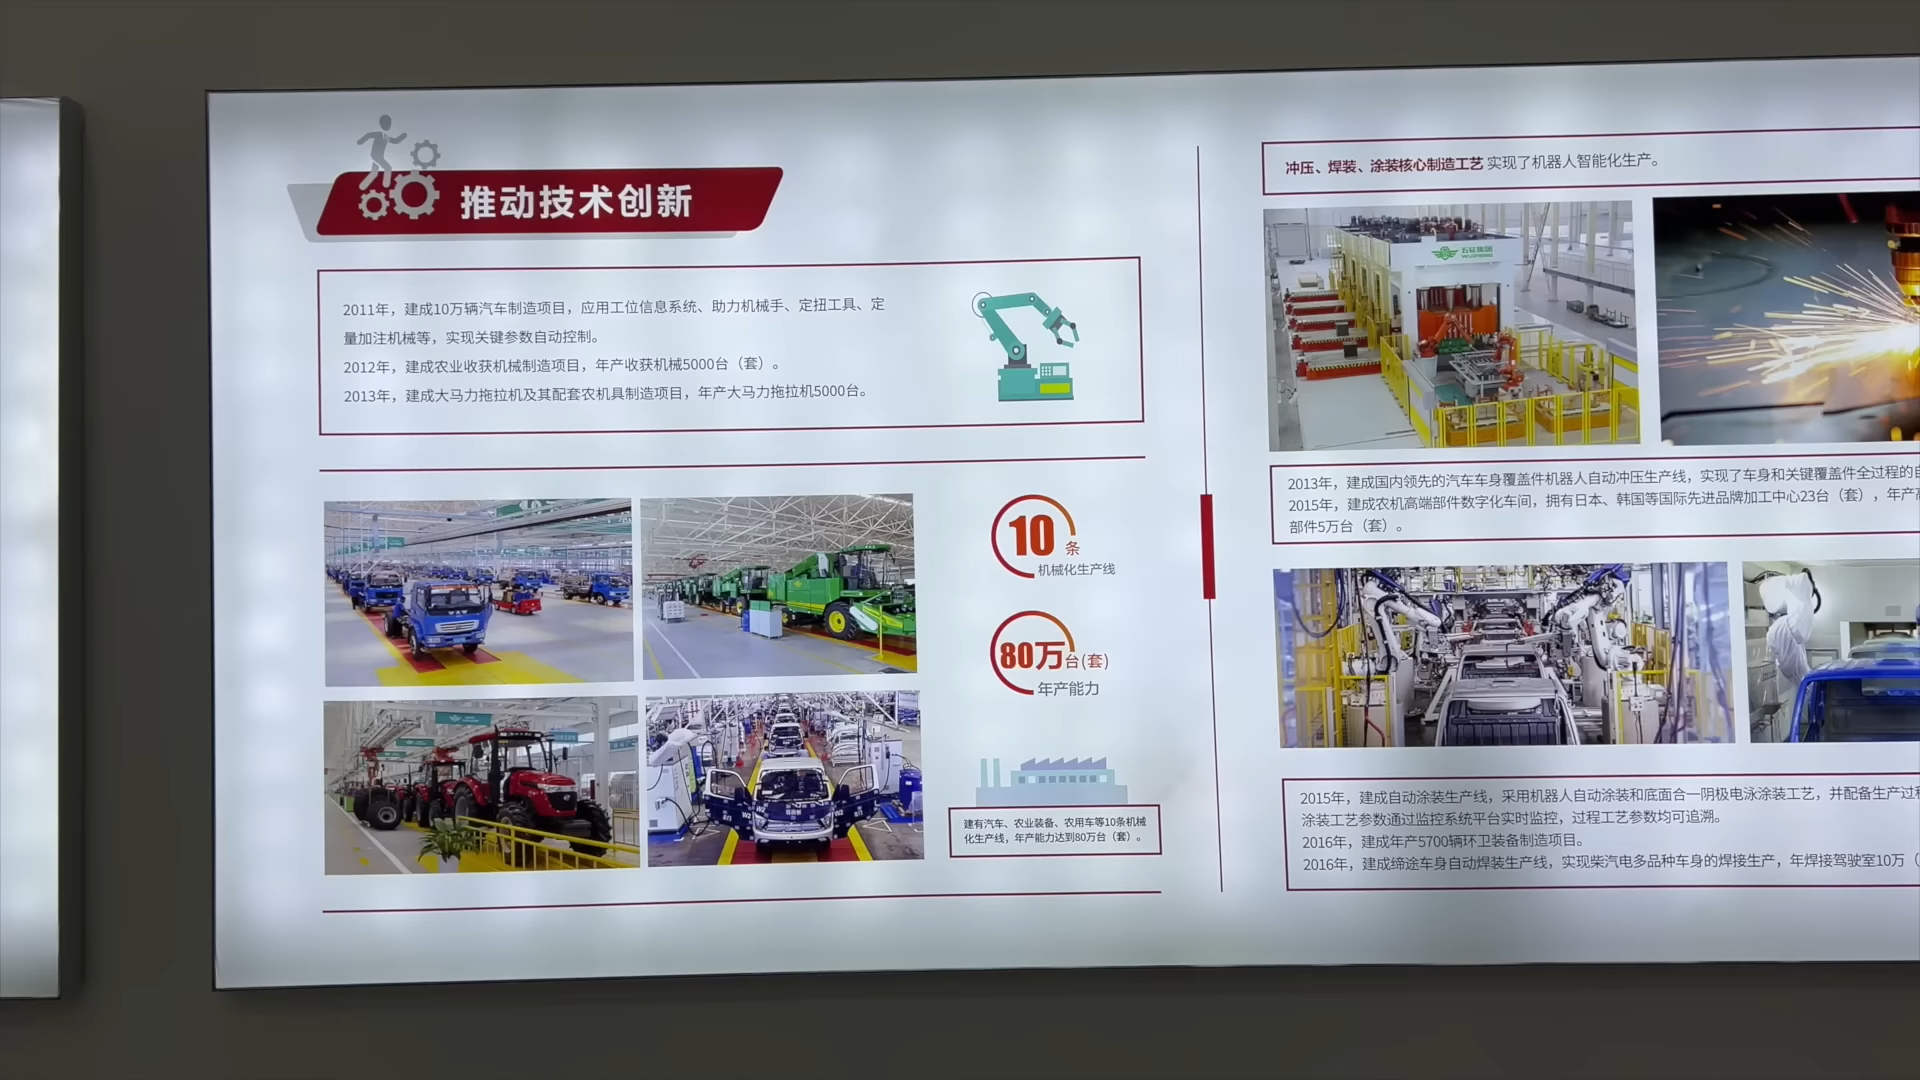 推动技术创新
2011年，建成10万辆汽车制造项目，应用工位信息系统、助力机械手、定扭工具、定
量加注机械等，实现关键参数自动控制。
2012年，建成农业收获机械制造项目，年产收获机械5000台（套）。
2013年，建成大马力拖拉机及其配套农机具制造项目，年产大马力拖拉机5000台。
10条
机械化生产线
80万台(套)
年产能力
建有汽车、农业装备、农用车等10条机械
化生产线，年产能力达到80万台（套）。
冲压、焊装、涂装核心制造工艺 实现了机器人智能化生产。
五征集团
WUZHENG
2013年，建成国内领先的汽车车身覆盖件机器人自动冲压生产线，实现了车身和关键覆盖件全过程的
2015年，建成农机高端部件数字化车间，拥有日本、韩国等国际先进品牌加工中心23台（套），年产
部件5万台（套）。
2015年，建成自动涂装生产线，采用机器人自动涂装和底面合一阴极电泳涂装工艺，并配备生产过
涂装工艺参数通过监控系统平台实时监控，过程工艺参数均可追溯。
2016年，建成年产5700辆环卫装备制造项目。
2016年，建成缔途车身自动焊装生产线，实现柴汽电多品种车身的焊接生产，年焊接驾驶室10万（